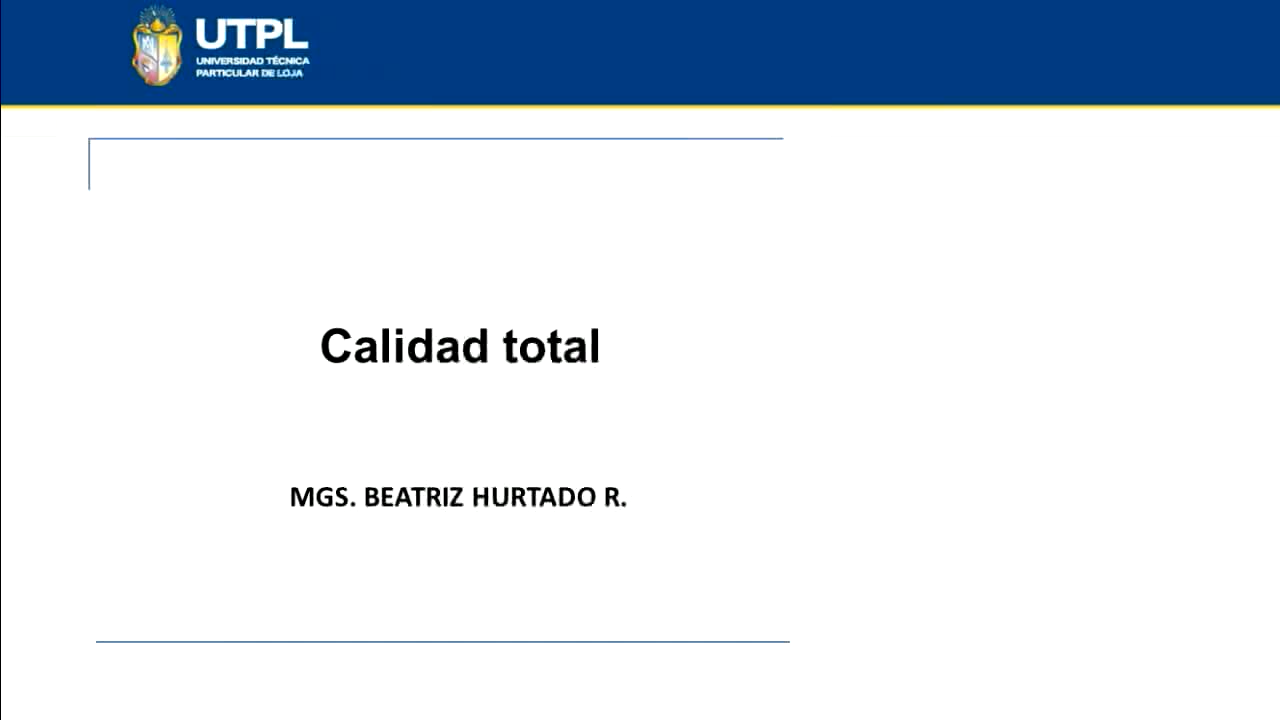 UTPL
UNIVERSIDAD TÉCNICA
PARTICULAR DE LOJA
Calidad total
MGS. BEATRIZ HURTADO R.